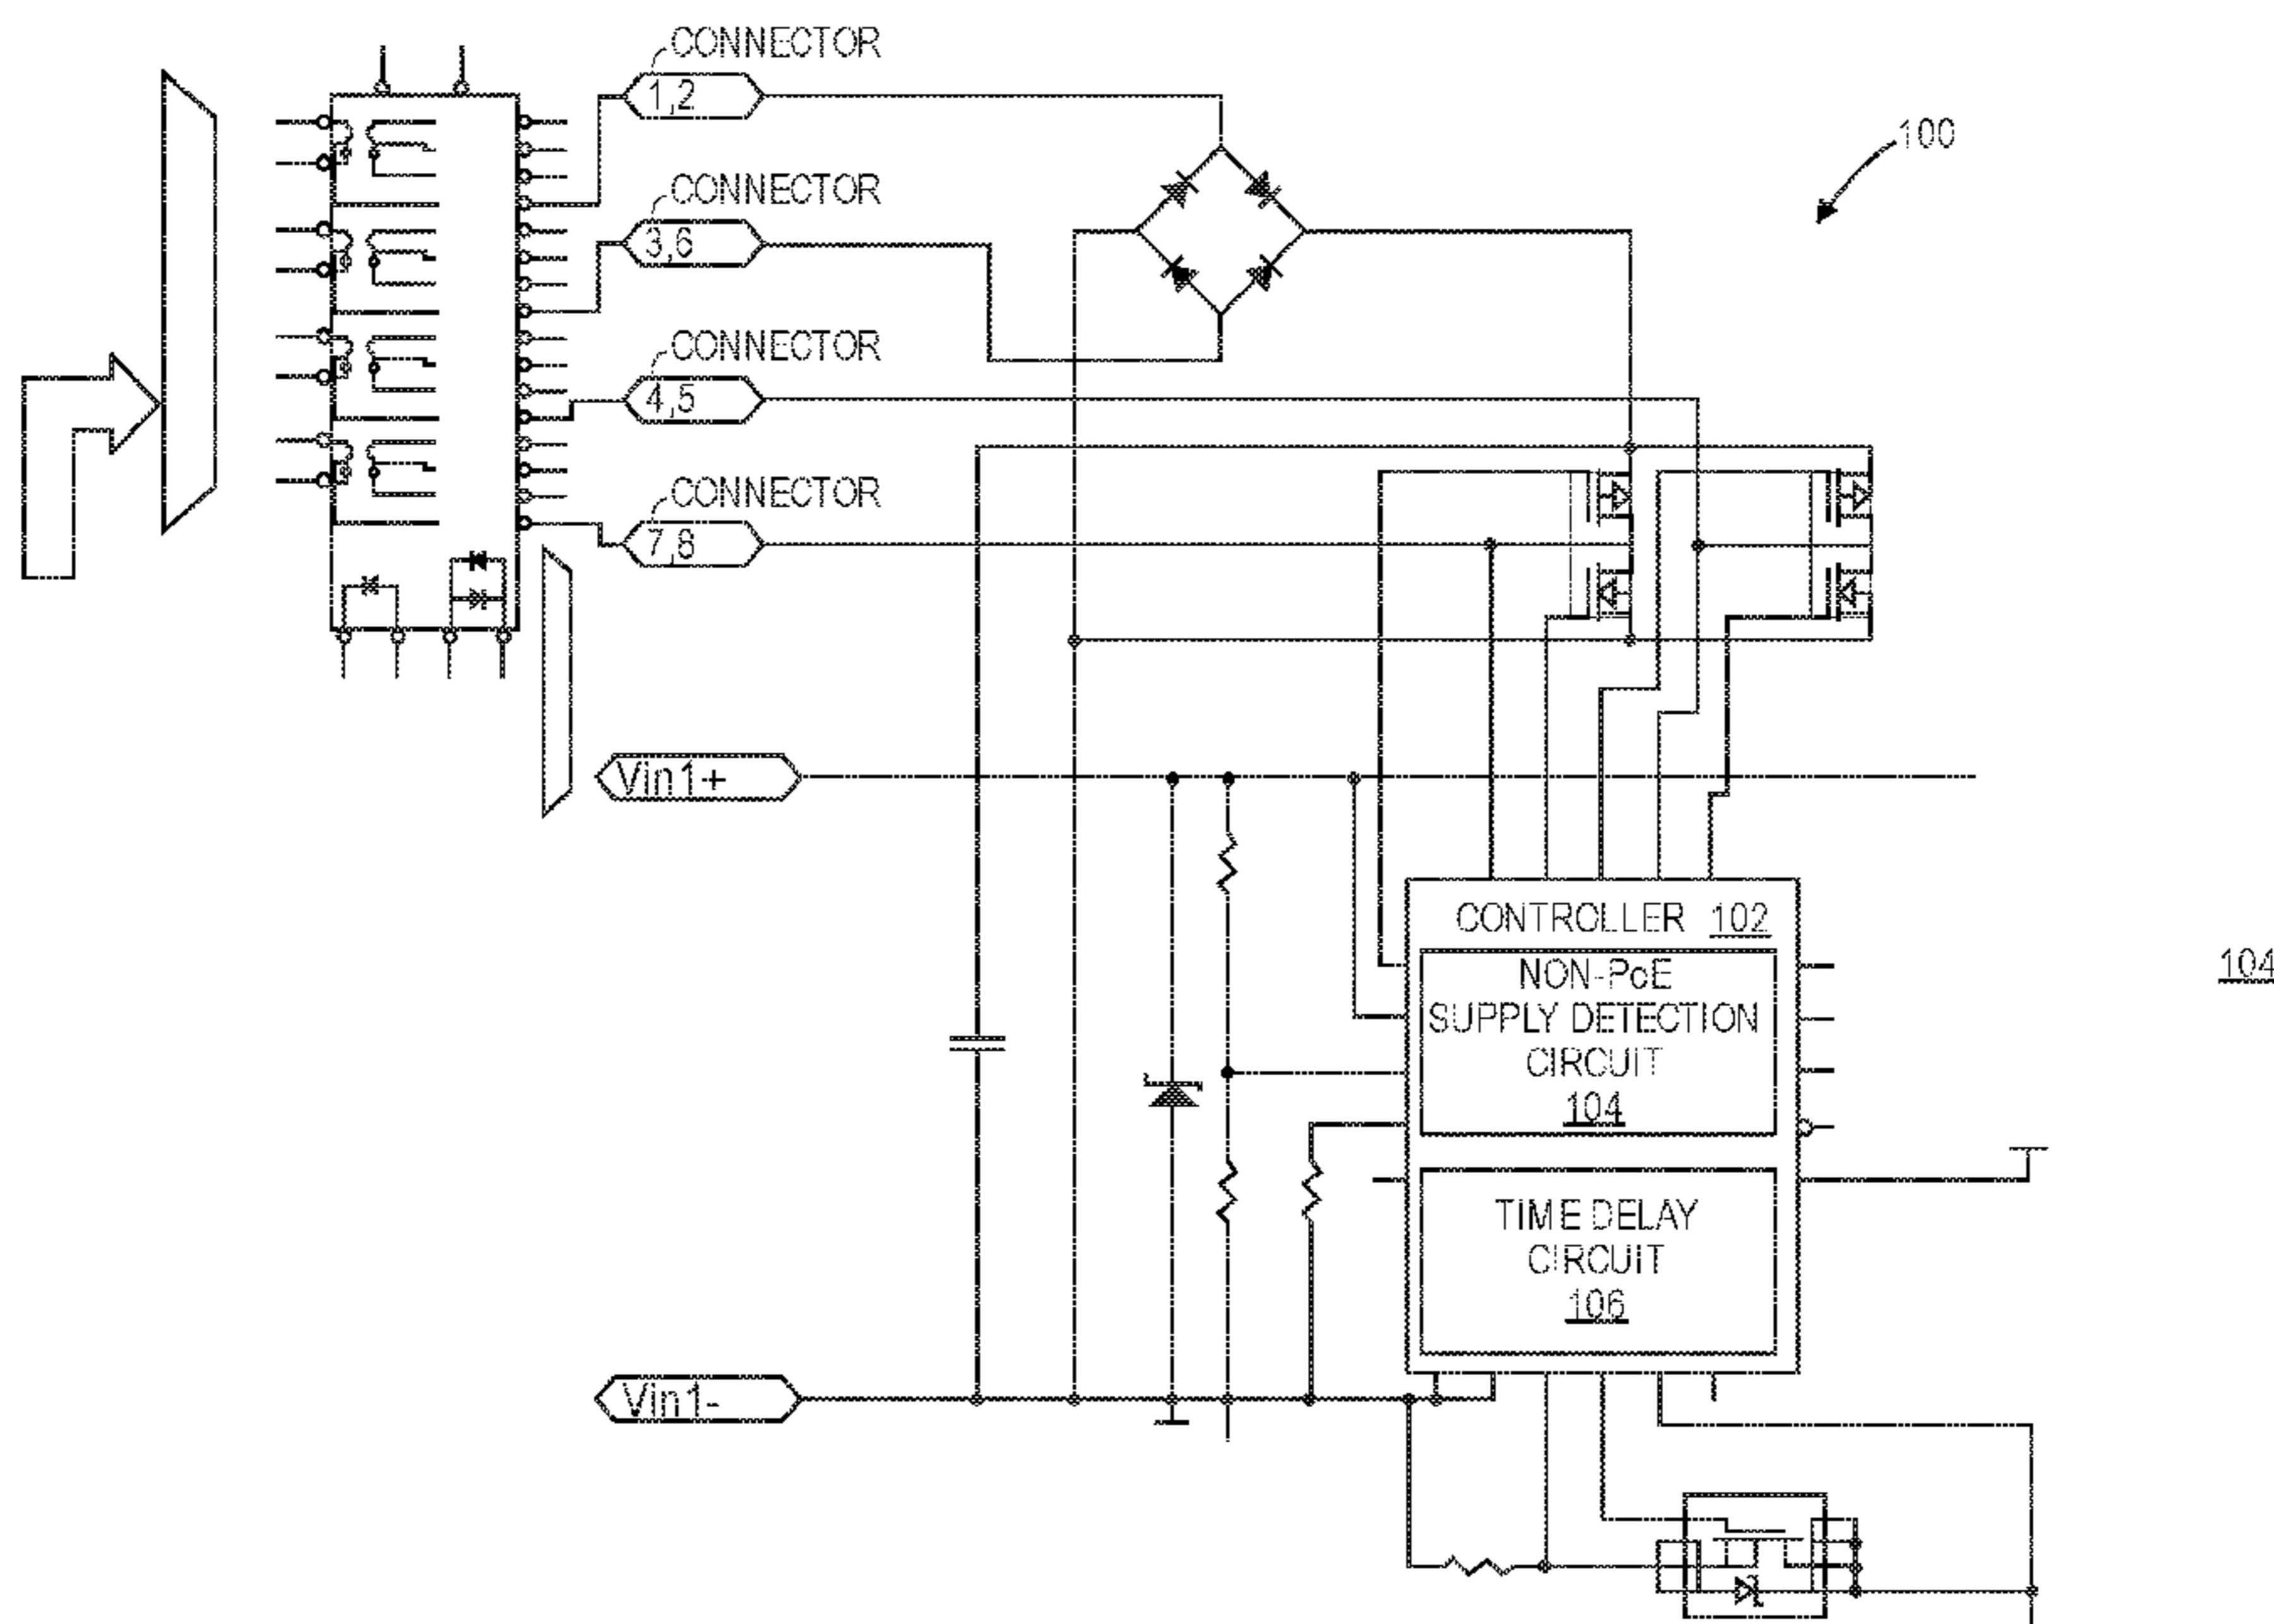 CONNECTOR
1,2
100
CONNECTOR
3,6
CONNECTOR
4,5
CONNECTOR
7,8
Vin1+
CONTROLLER 102
NON-PoE
SUPPLY DETECTION
CIRCUIT
104
104
TIME DELAY
CIRCUIT
106
Vin1-